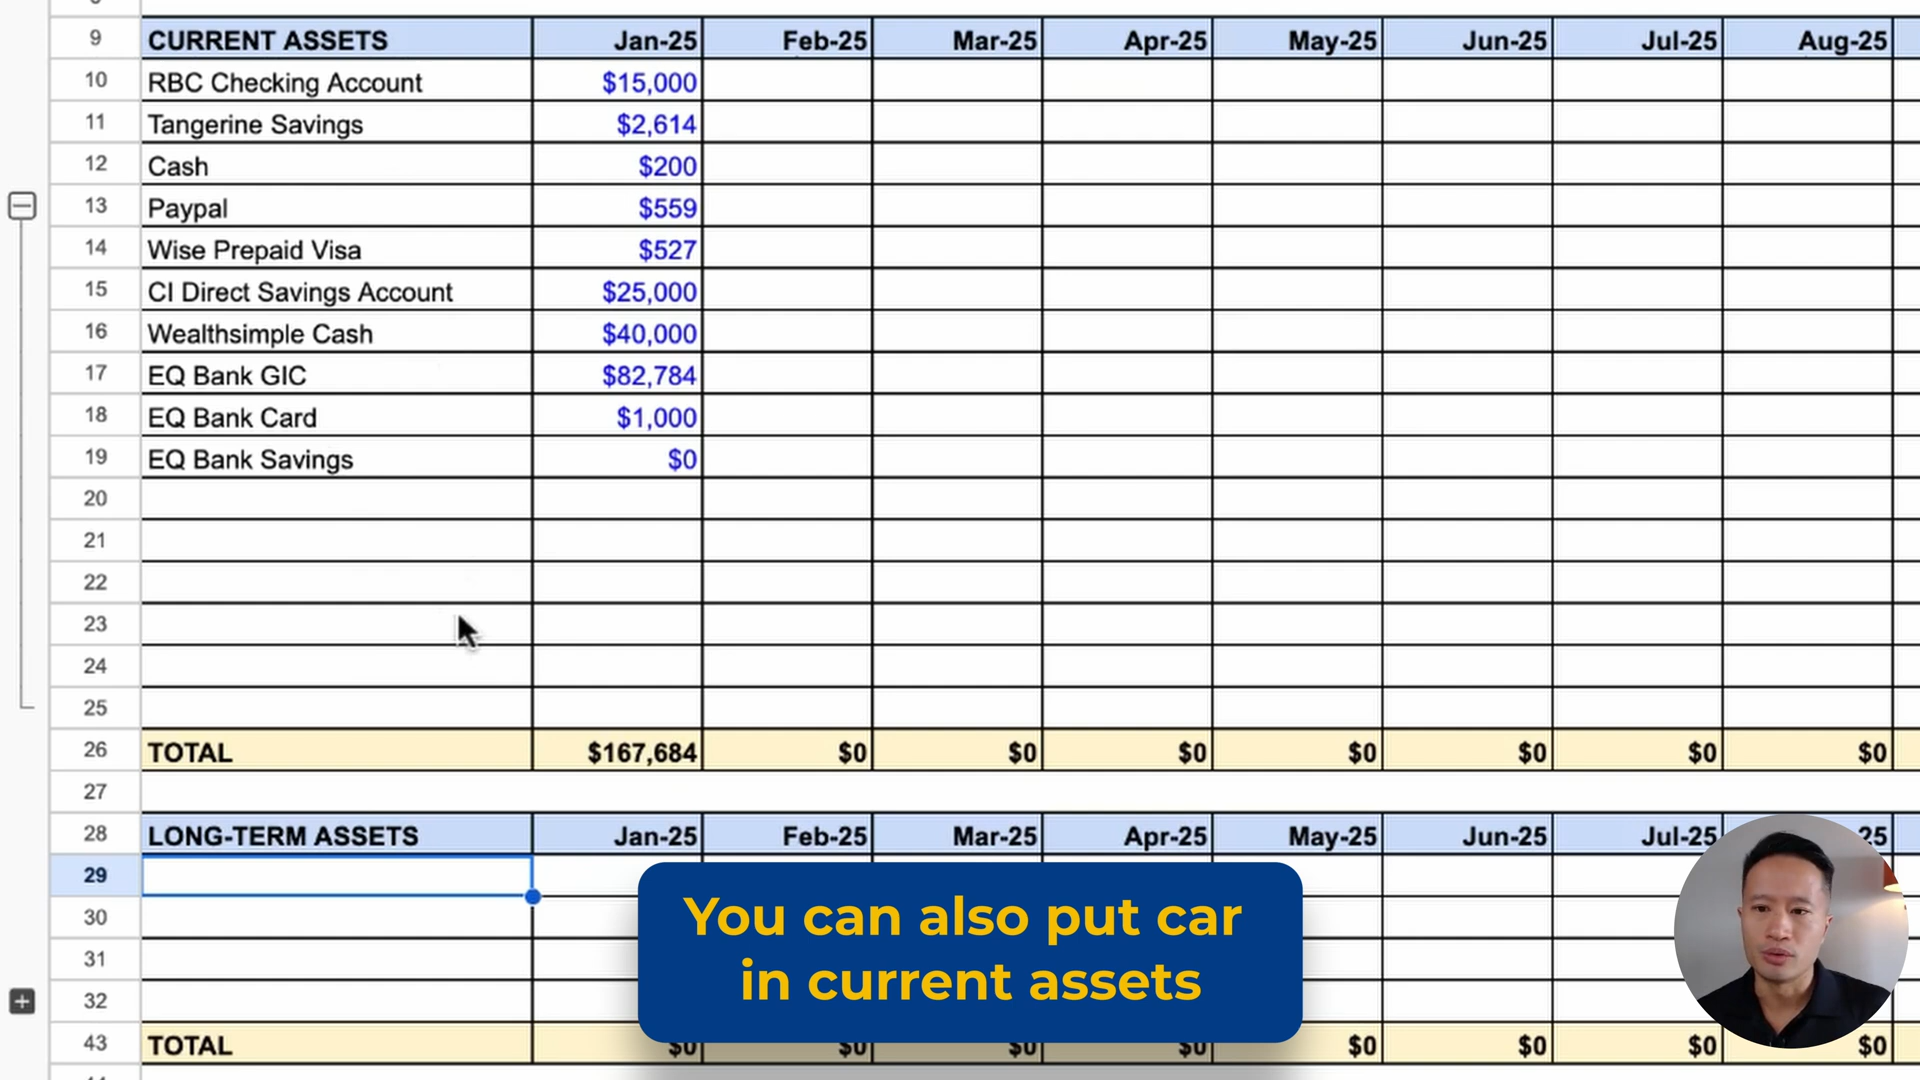 9 CURRENT ASSETS Jan-25 Feb-25 Mar-25 Apr-25 May-25 Jun-25 Jul-25 Aug-25
10 RBC Checking Account $15,000
11 Tangerine Savings $2,614
12 Cash $200
13 Paypal $559
14 Wise Prepaid Visa $527
15 CI Direct Savings Account $25,000
16 Wealthsimple Cash $40,000
17 EQ Bank GIC $82,784
18 EQ Bank Card $1,000
19 EQ Bank Savings $0
20
21
22
23
24
25
26 TOTAL $167,684 $0 $0 $0 $0 $0 $0 $0
27
28 LONG-TERM ASSETS Jan-25 Feb-25 Mar-25 Apr-25 May-25 Jun-25 Jul-25 25
29
30
31
32
43 TOTAL $0 $0 $0 $0 $0 $0 $0 $0
You can also put car
in current assets